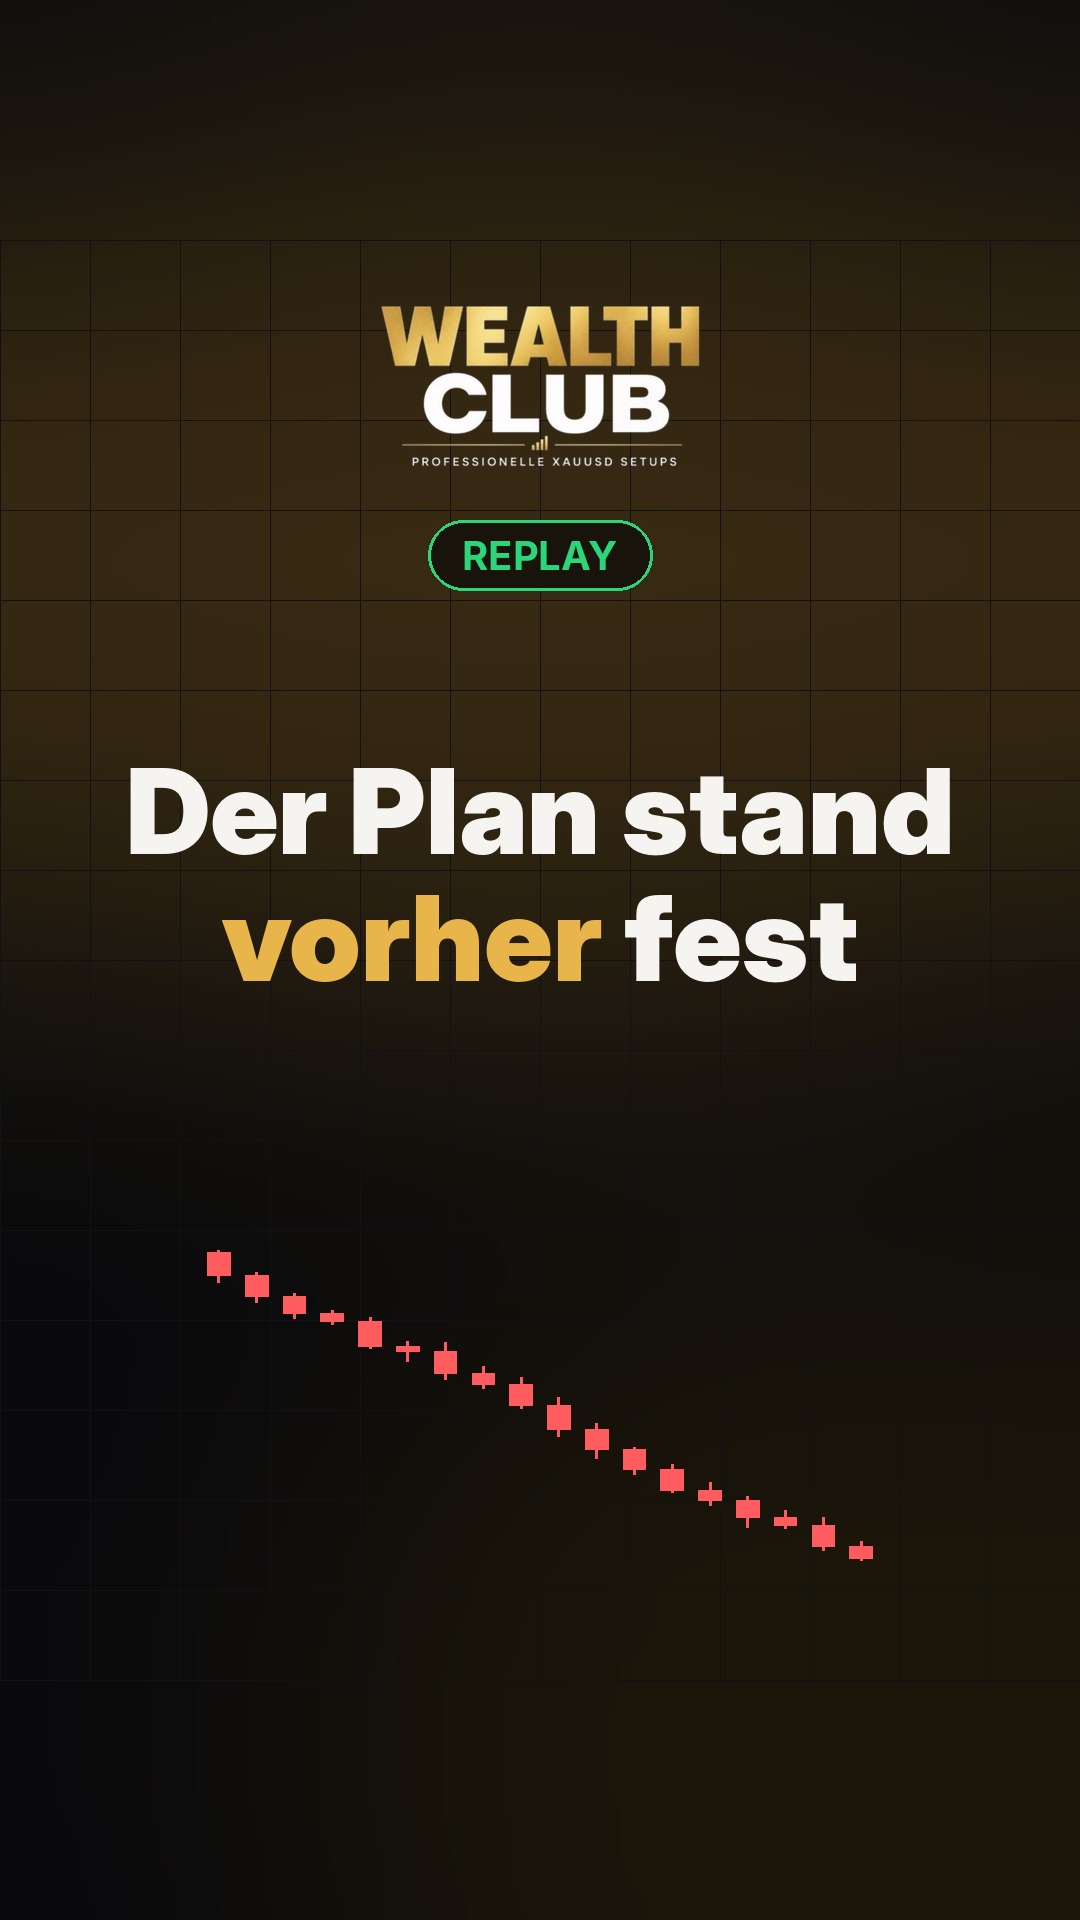 WEALTH
CLUB
PROFESSIONELLE XAUUSD SETUPS
REPLAY
Der Plan stand
vorher fest